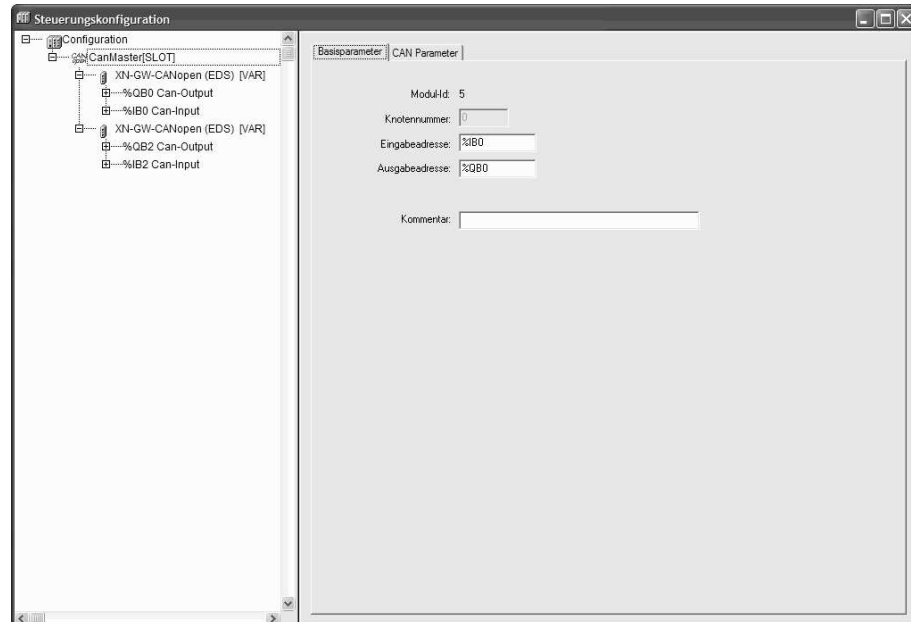 Steuerungskonfiguration
Configuration
CanMaster[SLOT]
XN-GW-CANopen (EDS) [VAR]
%QB0 Can-Output
%IB0 Can-Input
XN-GW-CANopen (EDS) [VAR]
%QB2 Can-Output
%IB2 Can-Input
Basisparameter CAN Parameter
Modul-Id: 5
Knotennummer: 0
Eingabeadresse: %IB0
Ausgabeadresse: %QB0
Kommentar: